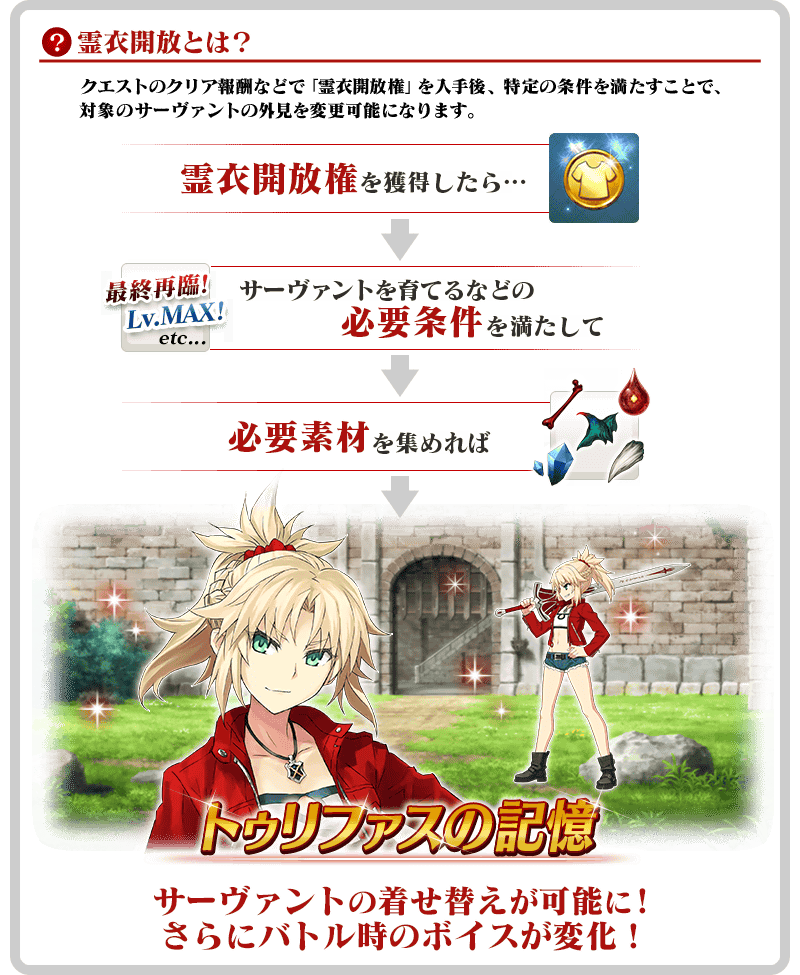 ?霊衣開放とは?
クエストのクリア報酬などで「霊衣開放権」を入手後、特定の条件を満たすことで、
対象のサーヴァントの外見を変更可能になります。
霊衣開放権を獲得したら…
最終再臨!
Lv.MAX!
etc...
サーヴァントを育てるなどの
必要条件を満たして
必要素材を集めれば
トゥリファスの記憶
サーヴァントの着せ替えが可能に!
さらにバトル時のボイスが変化!